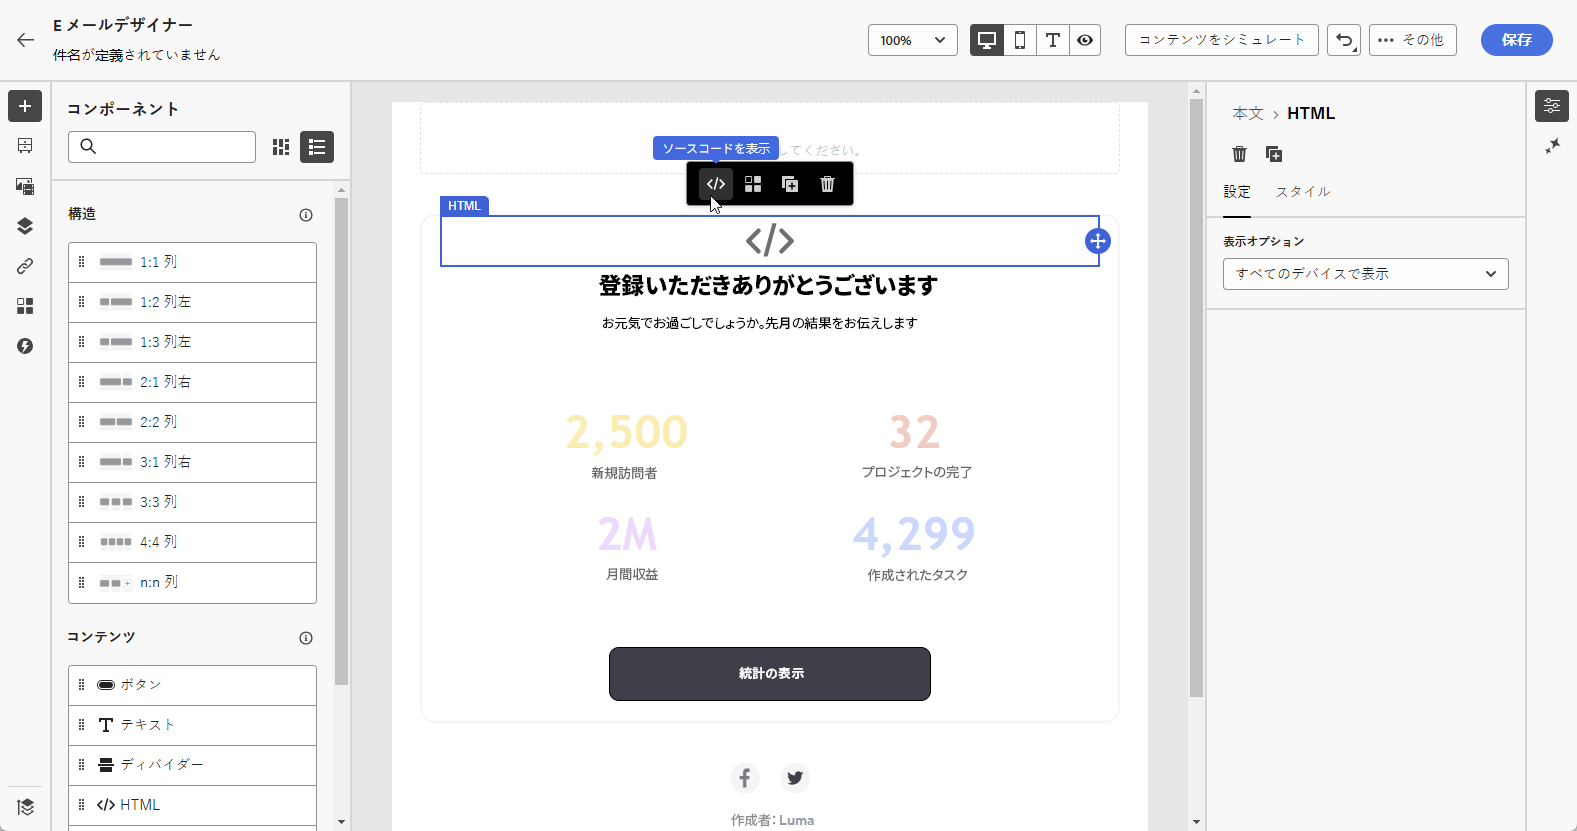 E メールデザイナー
件名が定義されていません
100%
コンテンツをシミュレート
その他
保存
コンポーネント
構造
1:1 列
1:2 列左
1:3 列左
2:1 列右
2:2 列
3:1 列右
3:3 列
4:4 列
n:n 列
コンテンツ
ボタン
テキスト
ディバイダー
HTML
ソースコードを表示
してください。
HTML
登録いただきありがとうございます
お元気でお過ごしでしょうか。先月の結果をお伝えします
2,500
32
新規訪問者
プロジェクトの完了
2M
4,299
月間収益
作成されたタスク
統計の表示
作成者: Luma
本文 › HTML
設定
スタイル
表示オプション
すべてのデバイスで表示